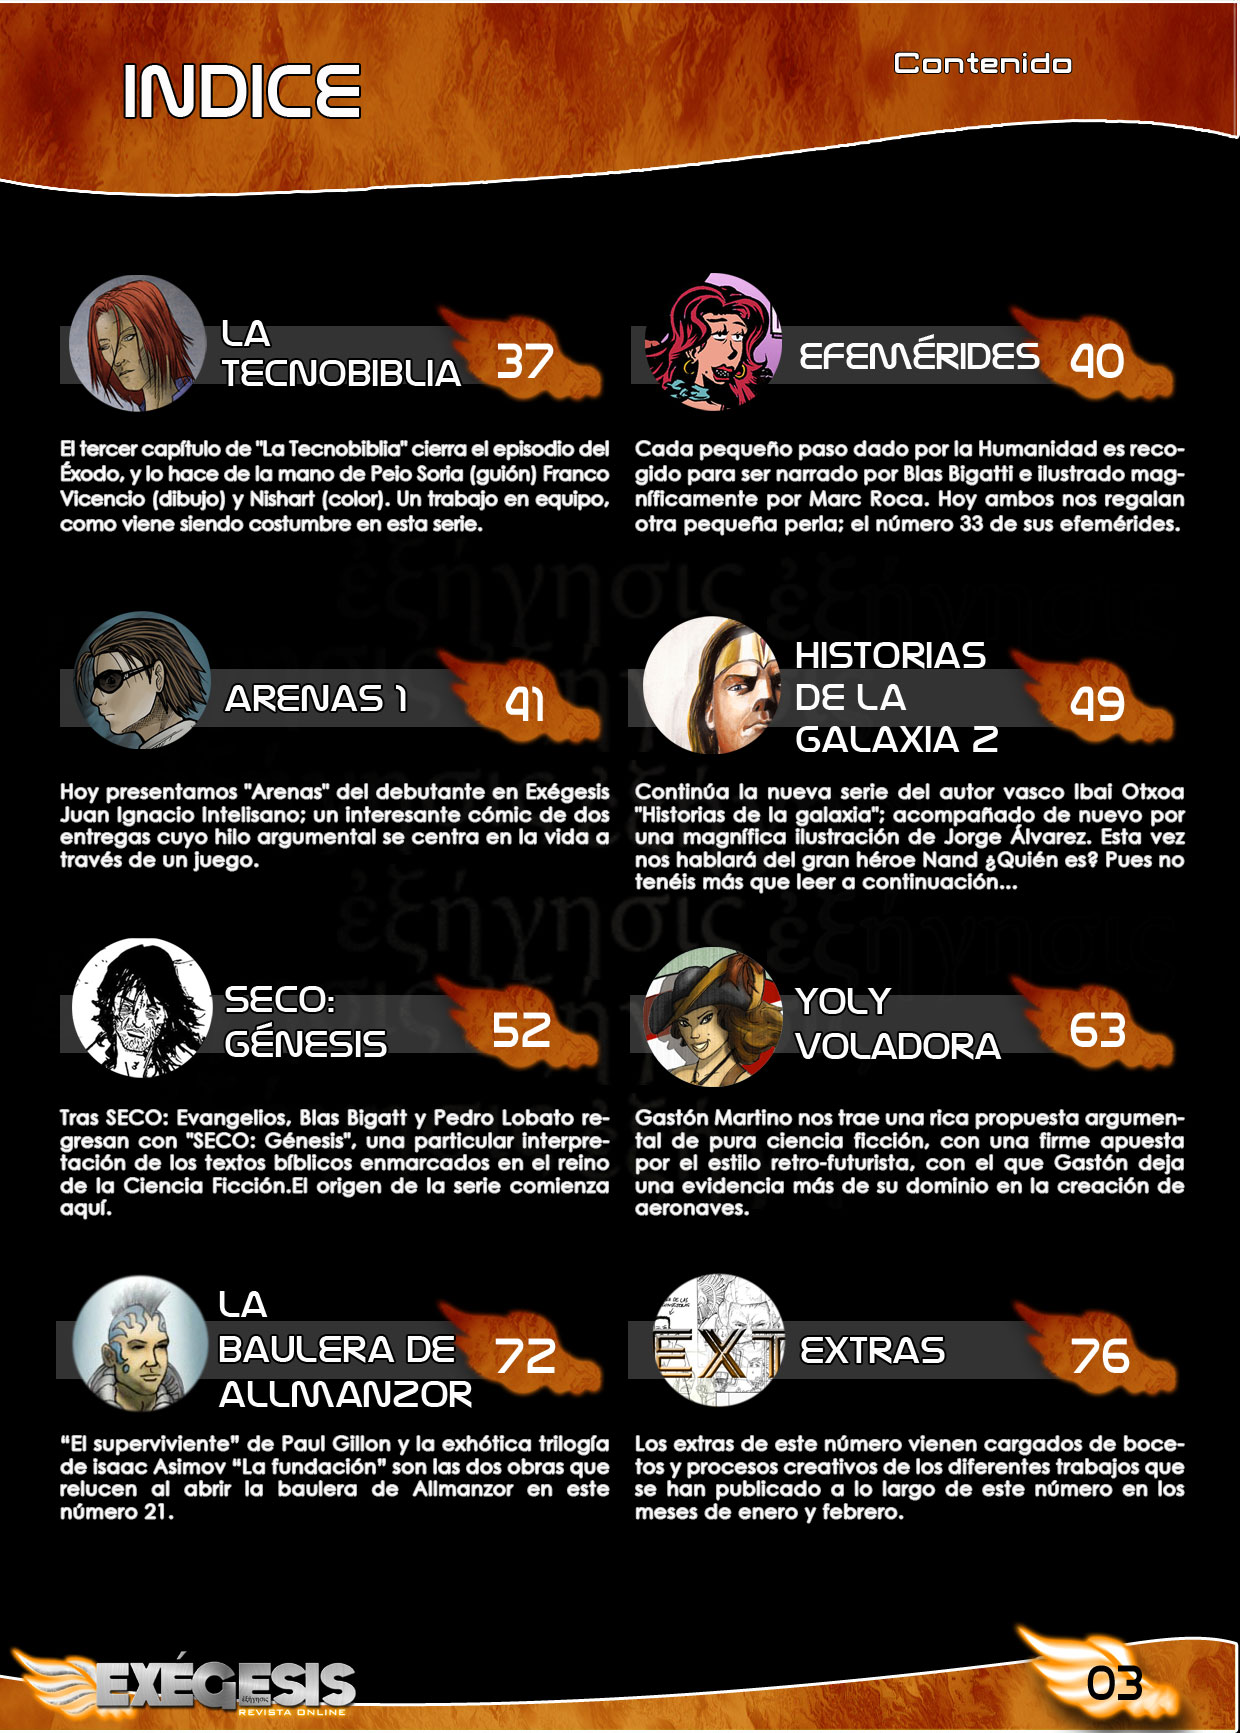 INDICE
Contenido
LA
TECNOBIBLIA
37
El tercer capítulo de "La Tecnobiblia" cierra el episodio del
Éxodo, y lo hace de la mano de Peio Soria (guión) Franco
Vicencio (dibujo) y Nishart (color). Un trabajo en equipo,
como viene siendo costumbre en esta serie.
EFEMÉRIDES
40
Cada pequeño paso dado por la Humanidad es reco-
gido para ser narrado por Blas Bigatti e ilustrado mag-
níficamente por Marc Roca. Hoy ambos nos regalan
otra pequeña perla; el número 33 de sus efemérides.
ARENAS 1
41
Hoy presentamos "Arenas" del debutante en Exégesis
Juan Ignacio Intelisano; un interesante cómic de dos
entregas cuyo hilo argumental se centra en la vida a
través de un juego.
HISTORIAS
DE LA
GALAXIA 2
49
Continúa la nueva serie del autor vasco Ibai Otxoa
"Historias de la galaxia"; acompañado de nuevo por
una magnífica ilustración de Jorge Álvarez. Esta vez
nos hablará del gran héroe Nand ¿Quién es? Pues no
tenéis más que leer a continuación...
SECO:
GÉNESIS
52
Tras SECO: Evangelios, Blas Bigatt y Pedro Lobato re-
gresan con "SECO: Génesis", una particular interpre-
tación de los textos bíblicos enmarcados en el reino
de la Ciencia Ficción.El origen de la serie comienza
aquí.
YOLY
VOLADORA
63
Gastón Martino nos trae una rica propuesta argumen-
tal de pura ciencia ficción, con una firme apuesta
por el estilo retro-futurista, con el que Gastón deja
una evidencia más de su dominio en la creación de
aeronaves.
LA
BAULERA DE
ALLMANZOR
72
“El superviviente” de Paul Gillon y la exhótica trilogía
de isaac Asimov “La fundación” son las dos obras que
relucen al abrir la baulera de Allmanzor en este
número 21.
EXT
EXTRAS
76
Los extras de este número vienen cargados de boce-
tos y procesos creativos de los diferentes trabajos que
se han publicado a lo largo de este número en los
meses de enero y febrero.
EXÉGESIS
ἐξήγησις
REVISTA ONLINE
03